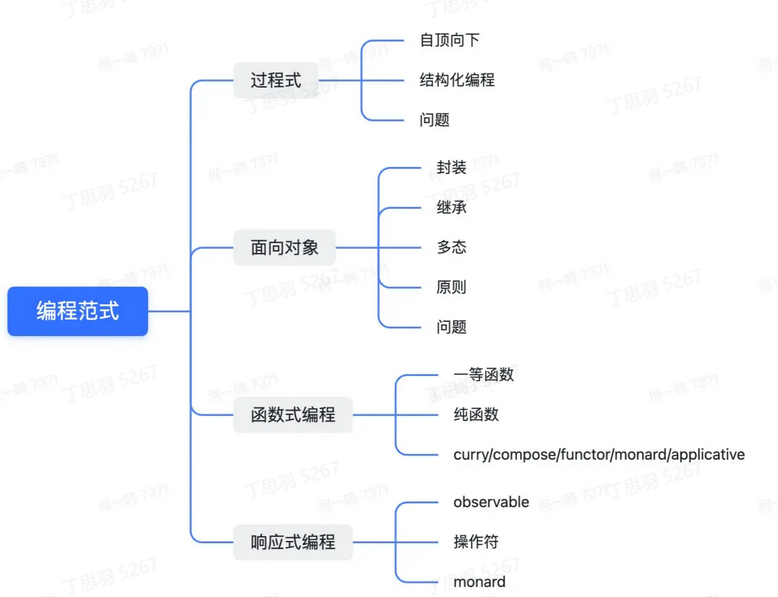 自顶向下
过程式
结构化编程
问题
封装
继承
面向对象
多态
原则
问题
编程范式
一等函数
函数式编程
纯函数
curry/compose/functor/monard/applicative
observable
响应式编程
操作符
monard
何一鸣 7371
丁思羽 5267